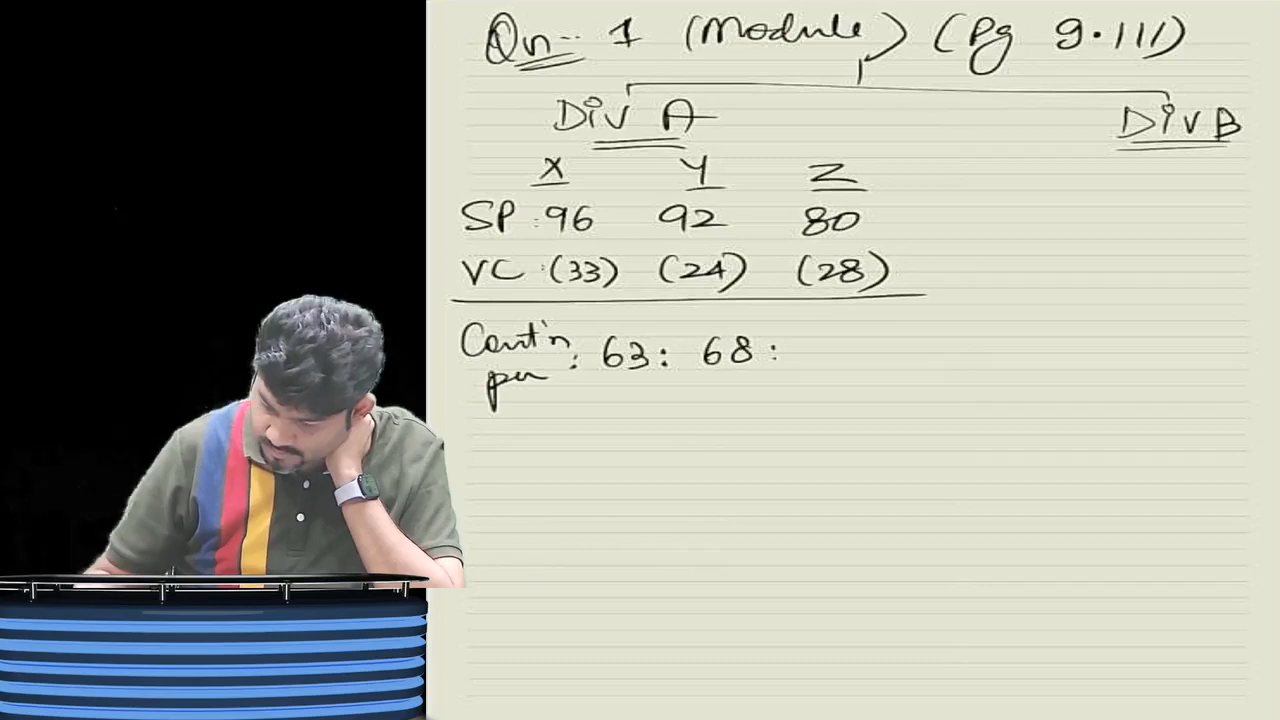 Qn:- 1 (Module) (Pg 9.111)
Div A Div B
X Y Z
SP : 96 92 80
VC : (33) (24) (28)
Cont'n per : 63 : 68 :